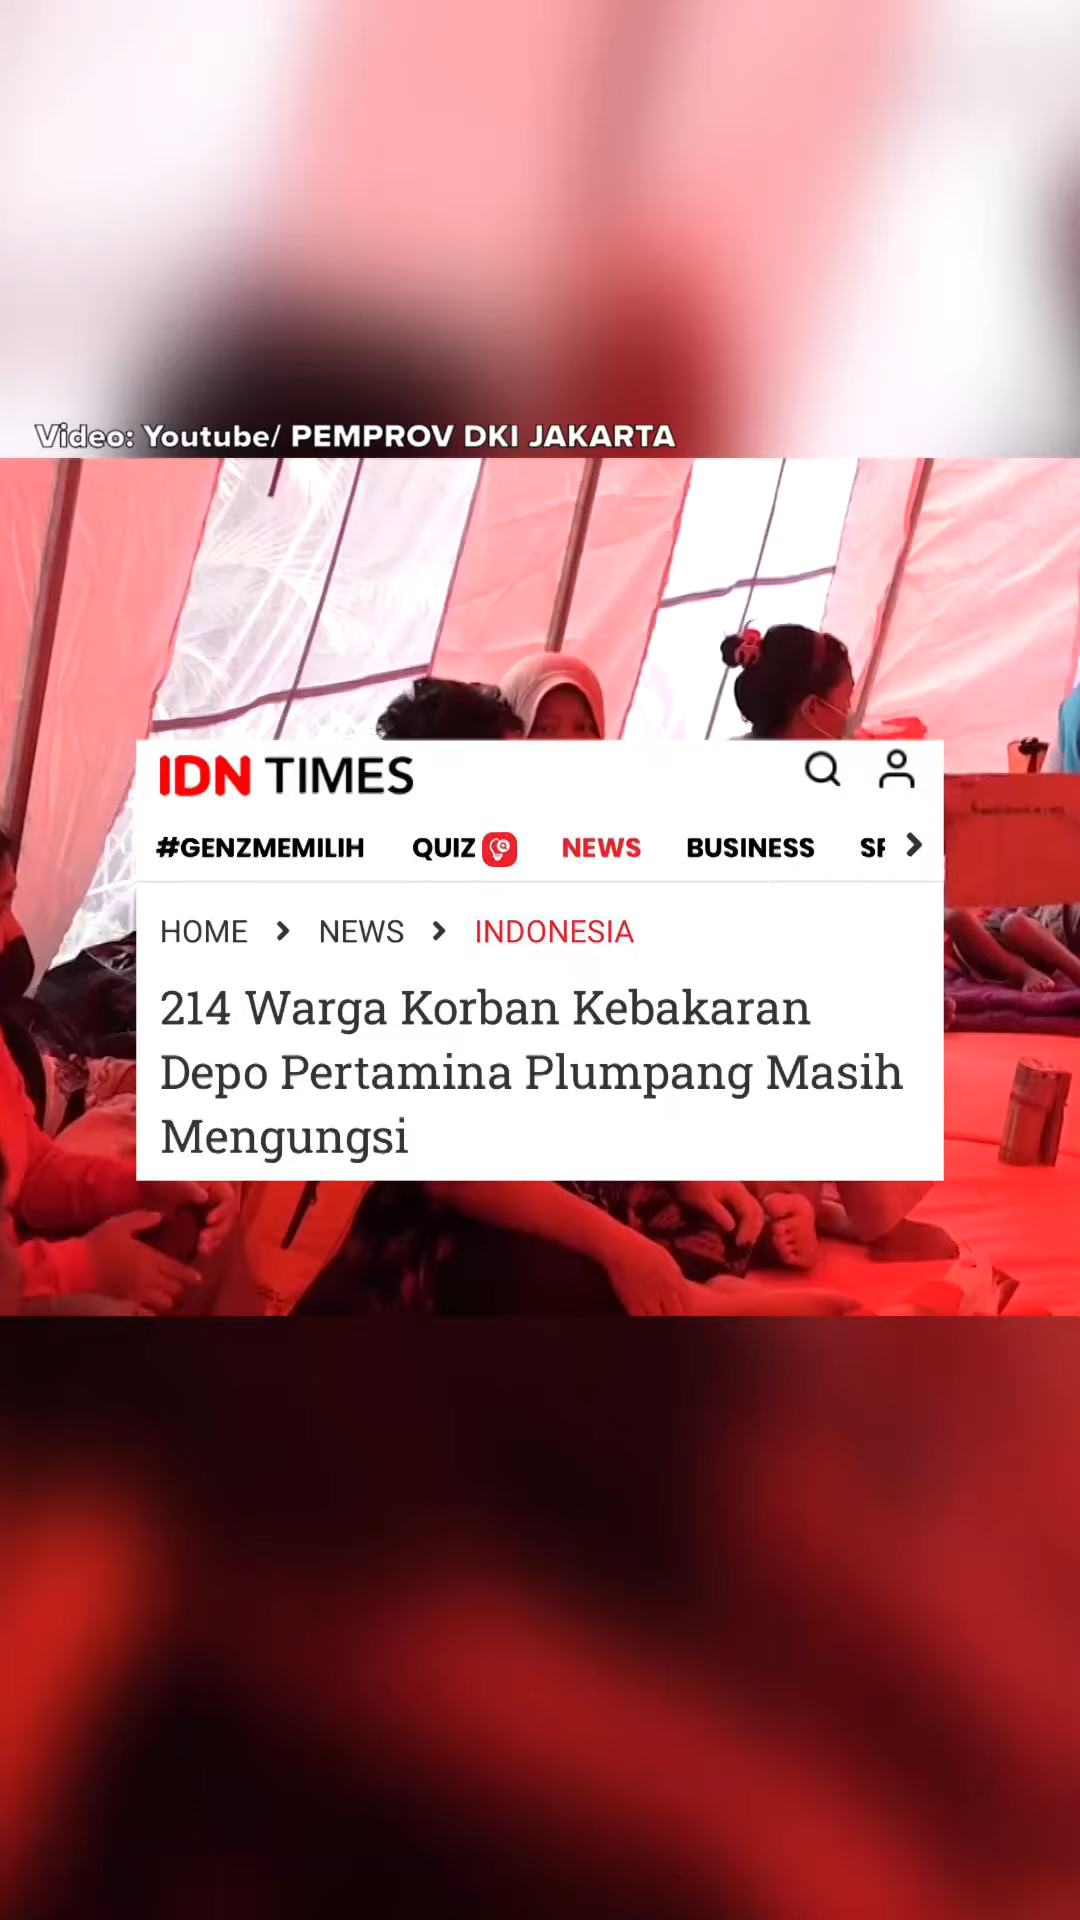 Video: Youtube/ PEMPROV DKI JAKARTA
IDN TIMES
#GENZMEMILIH QUIZ NEWS BUSINESS
HOME > NEWS > INDONESIA
214 Warga Korban Kebakaran
Depo Pertamina Plumpang Masih
Mengungsi